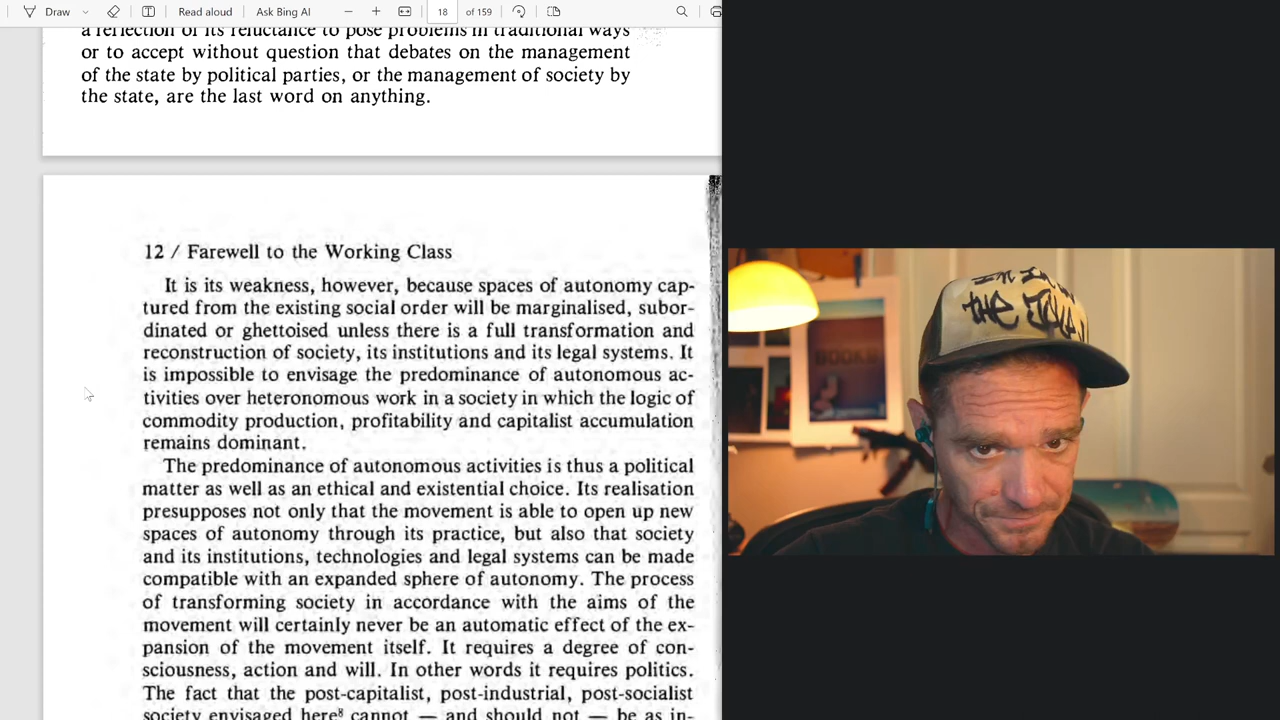 Draw
Read aloud
Ask Bing AI
18 of 159
a reflection of its reluctance to pose problems in traditional ways
or to accept without question that debates on the management
of the state by political parties, or the management of society by
the state, are the last word on anything.
12 / Farewell to the Working Class
It is its weakness, however, because spaces of autonomy cap-
tured from the existing social order will be marginalised, subor-
dinated or ghettoised unless there is a full transformation and
reconstruction of society, its institutions and its legal systems. It
is impossible to envisage the predominance of autonomous ac-
tivities over heteronomous work in a society in which the logic of
commodity production, profitability and capitalist accumulation
remains dominant.
The predominance of autonomous activities is thus a political
matter as well as an ethical and existential choice. Its realisation
presupposes not only that the movement is able to open up new
spaces of autonomy through its practice, but also that society
and its institutions, technologies and legal systems can be made
compatible with an expanded sphere of autonomy. The process
of transforming society in accordance with the aims of the
movement will certainly never be an automatic effect of the ex-
pansion of the movement itself. It requires a degree of con-
sciousness, action and will. In other words it requires politics.
The fact that the post-capitalist, post-industrial, post-socialist
society envisaged here⁸ cannot — and should not — be as in-
BOOKS
THE